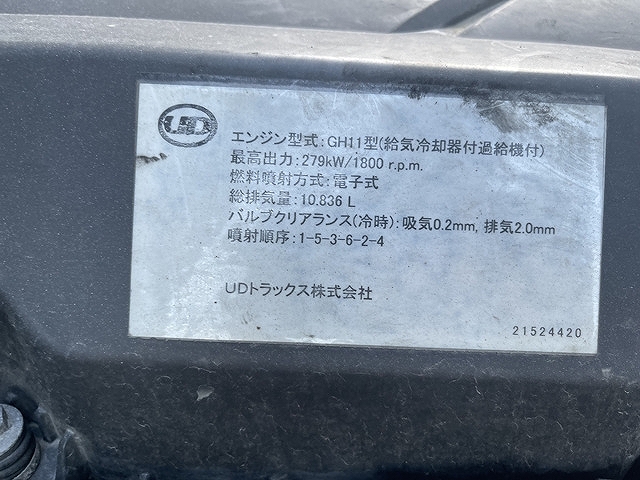 UD
エンジン型式:GH11型(給気冷却器付過給機付)
最高出力:279kW/1800 r.p.m.
燃料噴射方式:電子式
総排気量:10.836 L
バルブクリアランス(冷時):吸気0.2mm, 排気2.0mm
噴射順序:1-5-3-6-2-4
UDトラックス株式会社
21524420